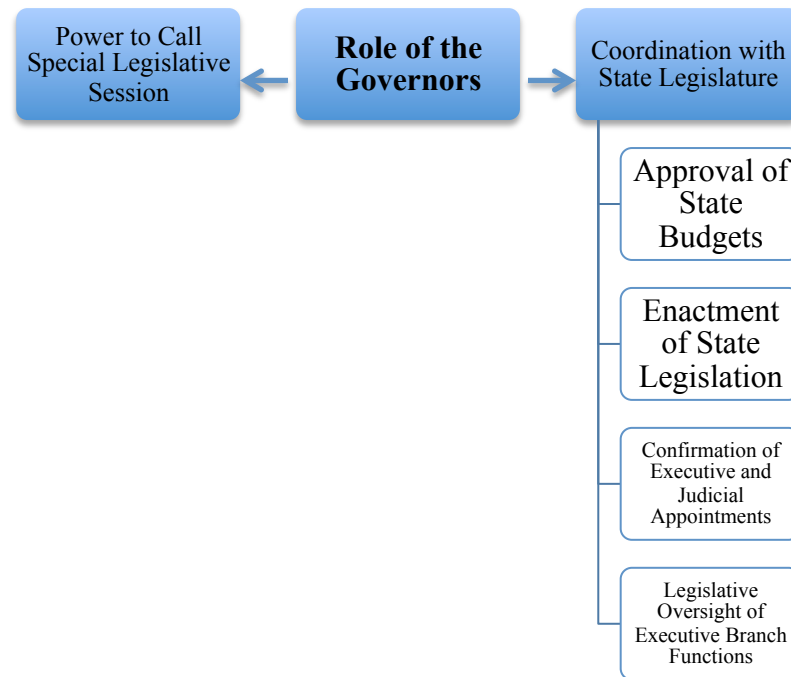 Power to Call
Special Legislative
Session
Role of the
Governors
Coordination with
State Legislature
Approval of
State
Budgets
Enactment
of State
Legislation
Confirmation of
Executive and
Judicial
Appointments
Legislative
Oversight of
Executive Branch
Functions